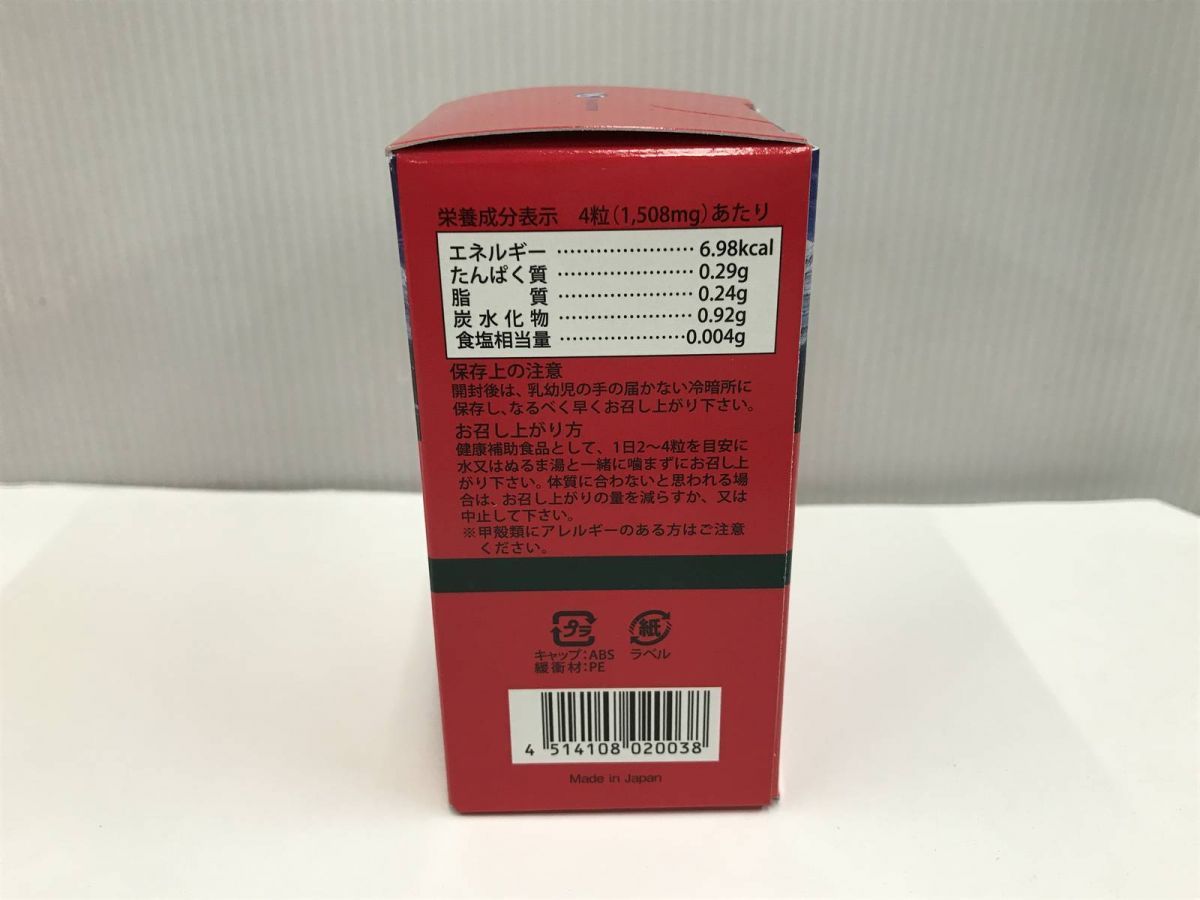 栄養成分表示 4粒(1,508mg)あたり
エネルギー …………………… 6.98kcal
たんぱく質 …………………… 0.29g
脂質 …………………… 0.24g
炭水化物 …………………… 0.92g
食塩相当量 …………………… 0.004g
保存上の注意
開封後は、乳幼児の手の届かない冷暗所に
保存し、なるべく早くお召し上がり下さい。
お召し上がり方
健康補助食品として、1日2〜4粒を目安に
水又はぬるま湯と一緒に噛まずにお召し上
がり下さい。体質に合わないと思われる場
合は、お召し上がりの量を減らすか、又は
中止して下さい。
※甲殻類にアレルギーのある方はご注意
ください。
プラ 紙
キャップ:ABS ラベル
緩衝材:PE
4 514108 020038
Made in Japan